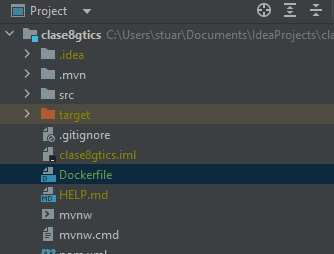 Project
clase8gtics C:\Users\stuar\Documents\IdeaProjects\cla
.idea
.mvn
src
target
.gitignore
clase8gtics.iml
Dockerfile
HELP.md
mvnw
mvnw.cmd